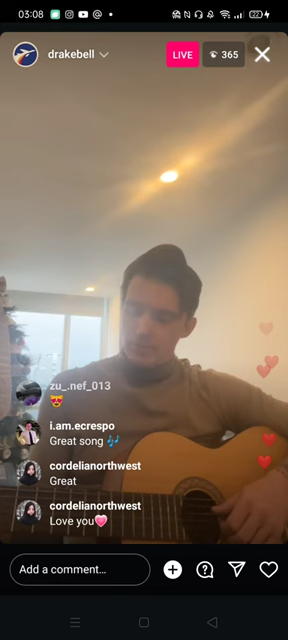 03:08
22
drakebell
LIVE
365
zu_.nef_013
😍
i.am.ecrespo
Great song 🎶
cordelianorthwest
Great
cordelianorthwest
Love you💗
Add a comment...